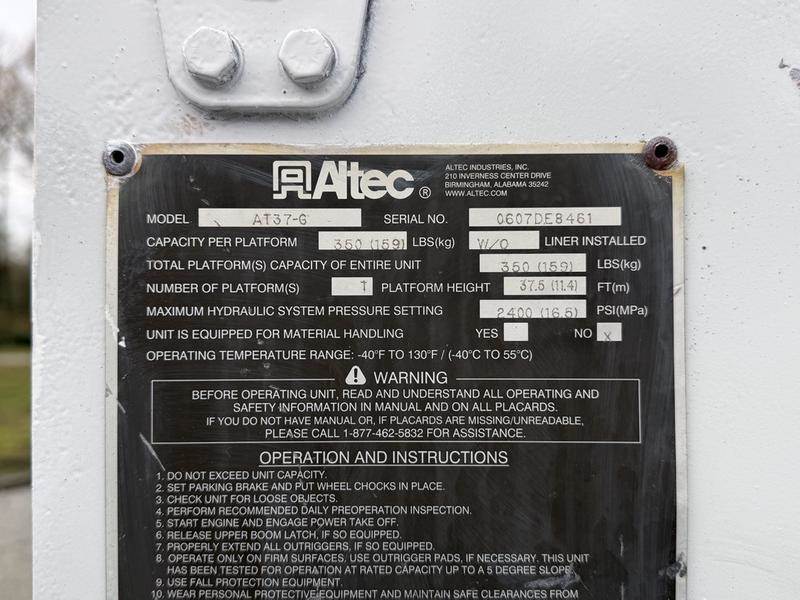 Altec ®
ALTEC INDUSTRIES, INC.
210 INVERNESS CENTER DRIVE
BIRMINGHAM, ALABAMA 35242
WWW.ALTEC.COM
MODEL AT37-G SERIAL NO. 0607DE8461
CAPACITY PER PLATFORM 350 (159) LBS(kg) W/O LINER INSTALLED
TOTAL PLATFORM(S) CAPACITY OF ENTIRE UNIT 350 (159) LBS(kg)
NUMBER OF PLATFORM(S) 1 PLATFORM HEIGHT 37.5 (11.4) FT(m)
MAXIMUM HYDRAULIC SYSTEM PRESSURE SETTING 2400 (16.5) PSI(MPa)
UNIT IS EQUIPPED FOR MATERIAL HANDLING YES NO X
OPERATING TEMPERATURE RANGE: -40°F TO 130°F / (-40°C TO 55°C)
WARNING
BEFORE OPERATING UNIT, READ AND UNDERSTAND ALL OPERATING AND
SAFETY INFORMATION IN MANUAL AND ON ALL PLACARDS.
IF YOU DO NOT HAVE MANUAL OR, IF PLACARDS ARE MISSING/UNREADABLE,
PLEASE CALL 1-877-462-5832 FOR ASSISTANCE.
OPERATION AND INSTRUCTIONS
1. DO NOT EXCEED UNIT CAPACITY.
2. SET PARKING BRAKE AND PUT WHEEL CHOCKS IN PLACE.
3. CHECK UNIT FOR LOOSE OBJECTS.
4. PERFORM RECOMMENDED DAILY PREOPERATION INSPECTION.
5. START ENGINE AND ENGAGE POWER TAKE OFF.
6. RELEASE UPPER BOOM LATCH, IF SO EQUIPPED.
7. PROPERLY EXTEND ALL OUTRIGGERS, IF SO EQUIPPED.
8. OPERATE ONLY ON FIRM SURFACES. USE OUTRIGGER PADS, IF NECESSARY. THIS UNIT
HAS BEEN TESTED FOR OPERATION AT RATED CAPACITY UP TO A 5 DEGREE SLOPE.
9. USE FALL PROTECTION EQUIPMENT.
10. WEAR PERSONAL PROTECTIVE EQUIPMENT AND MAINTAIN SAFE CLEARANCES FROM